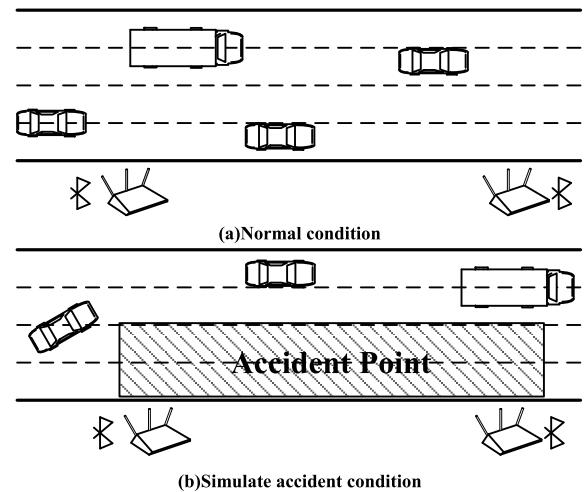 (a)Normal condition
Accident Point
(b)Simulate accident condition